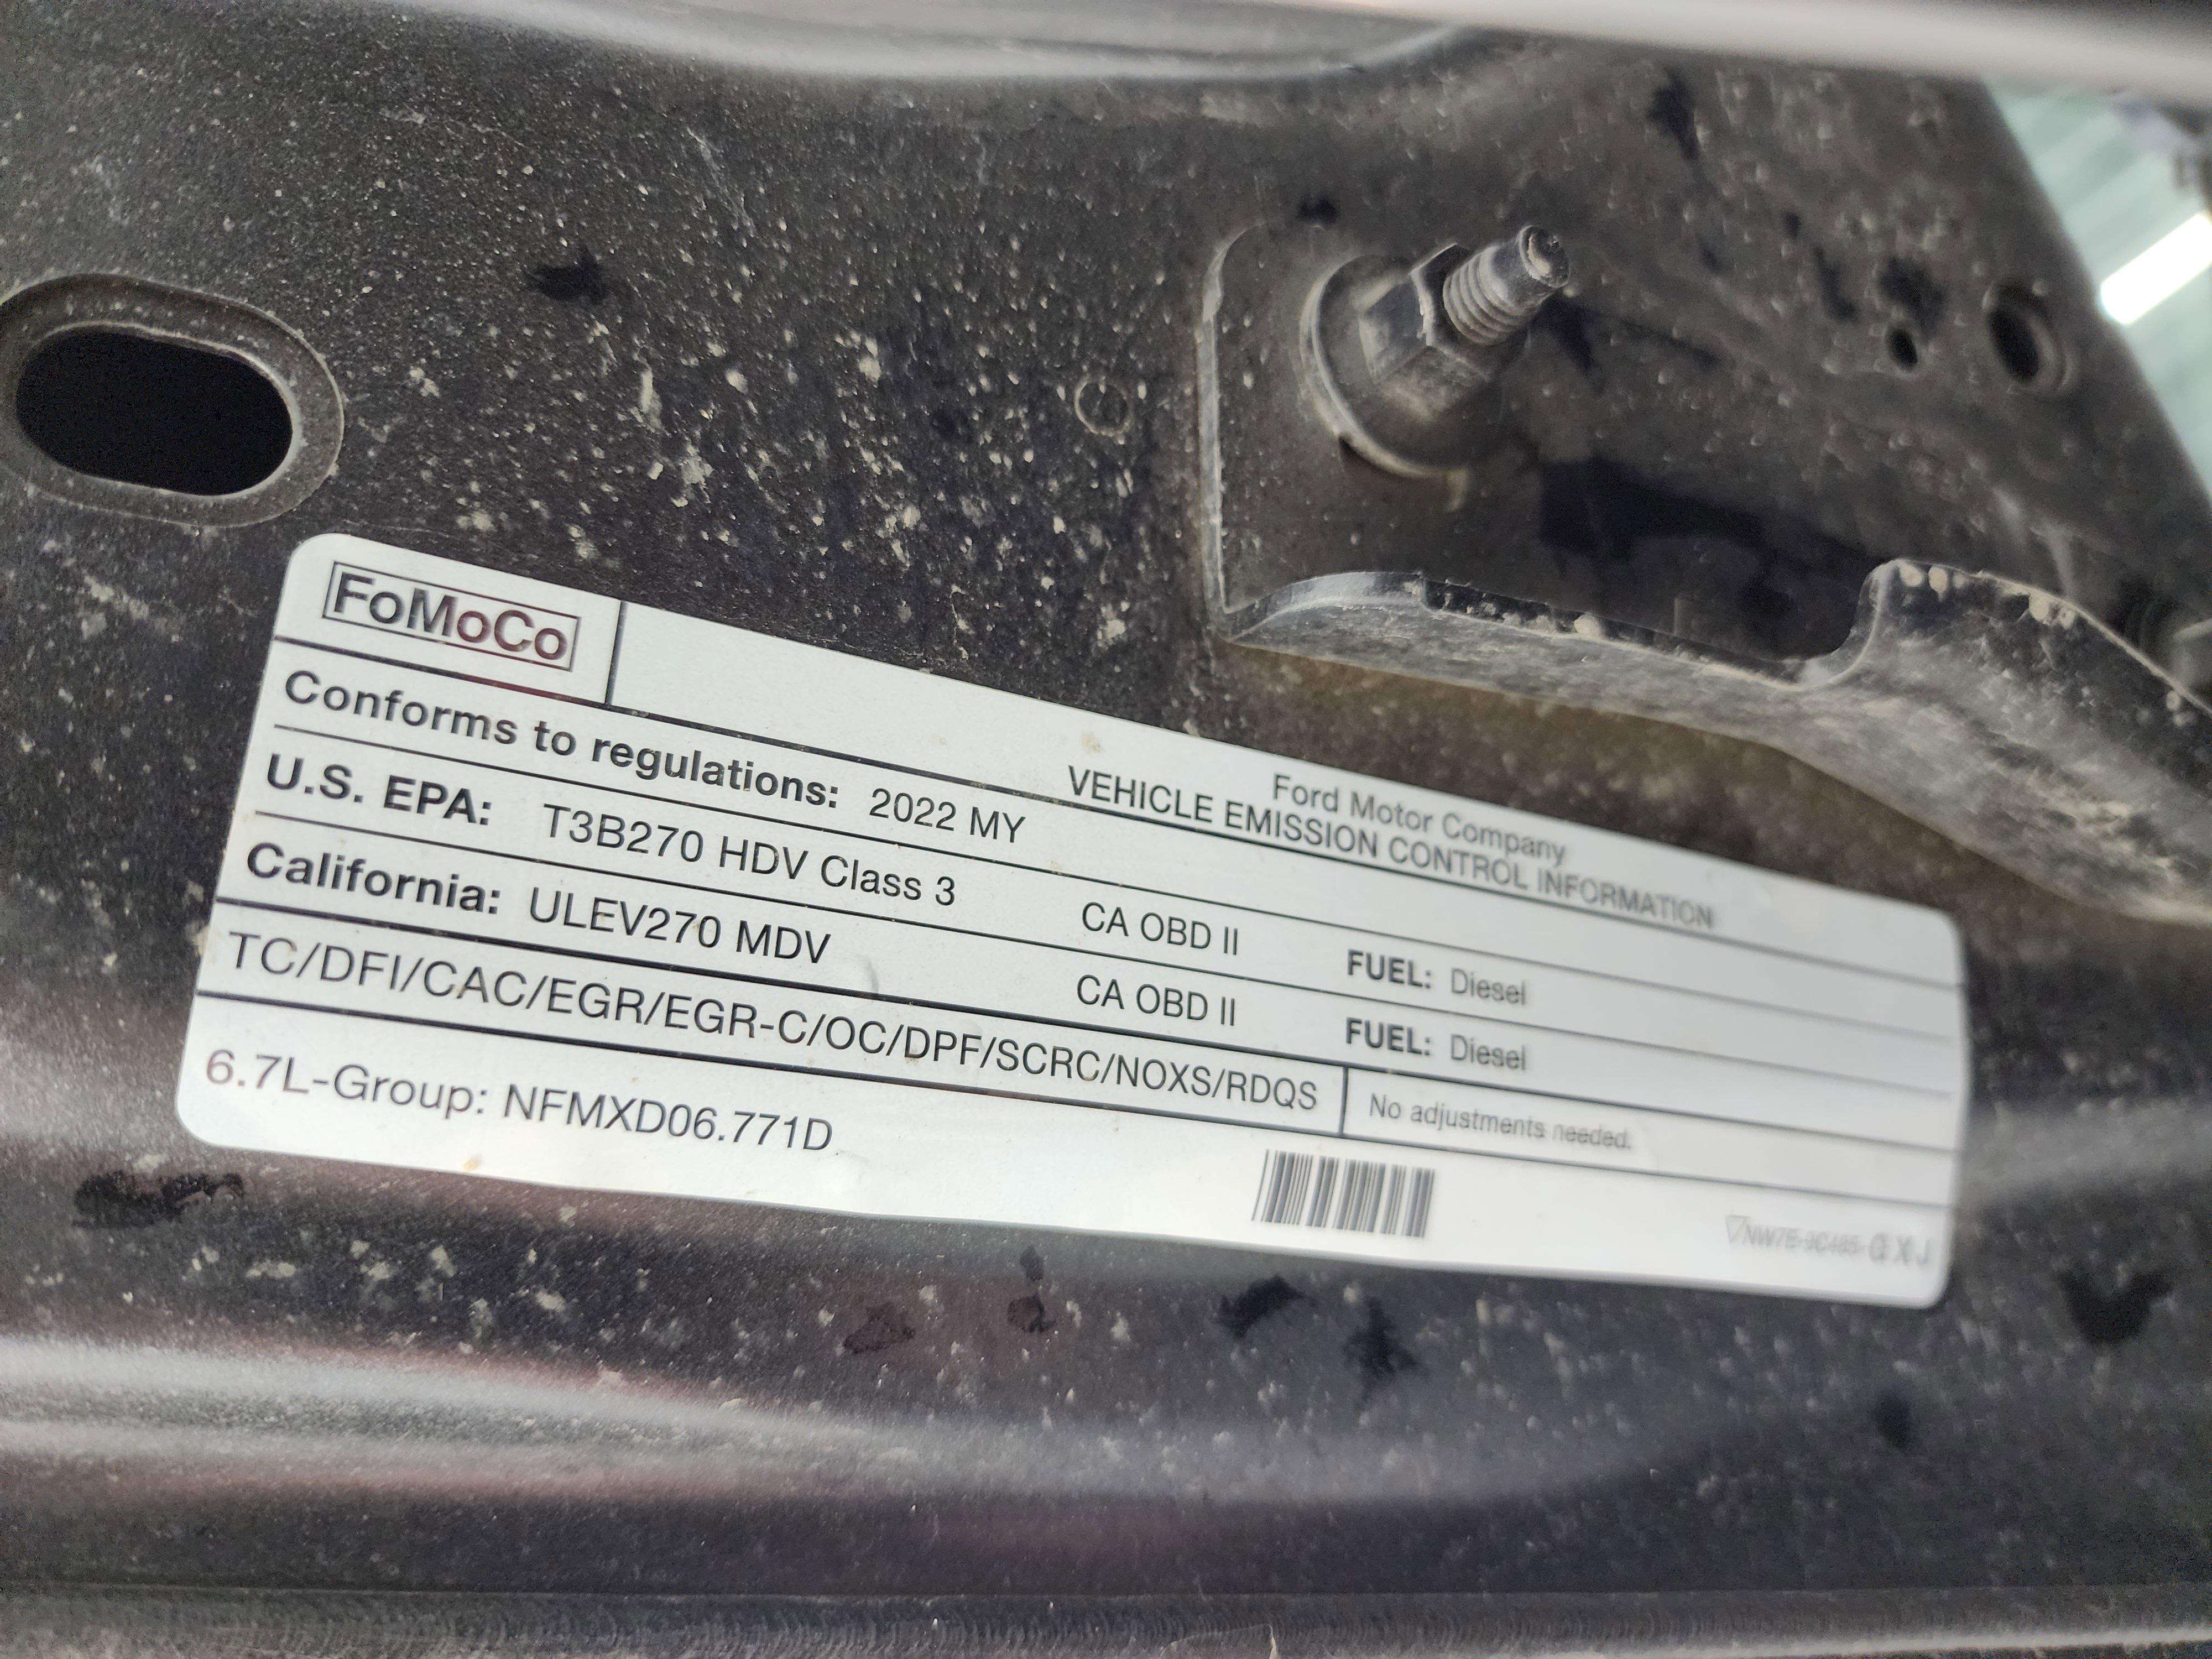 FoMoCo
Ford Motor Company
VEHICLE EMISSION CONTROL INFORMATION
Conforms to regulations: 2022 MY
U.S. EPA: T3B270 HDV Class 3 CA OBD II FUEL: Diesel
California: ULEV270 MDV CA OBD II FUEL: Diesel
TC/DFI/CAC/EGR/EGR-C/OC/DPF/SCRC/NOXS/RDQS No adjustments needed.
6.7L-Group: NFMXD06.771D